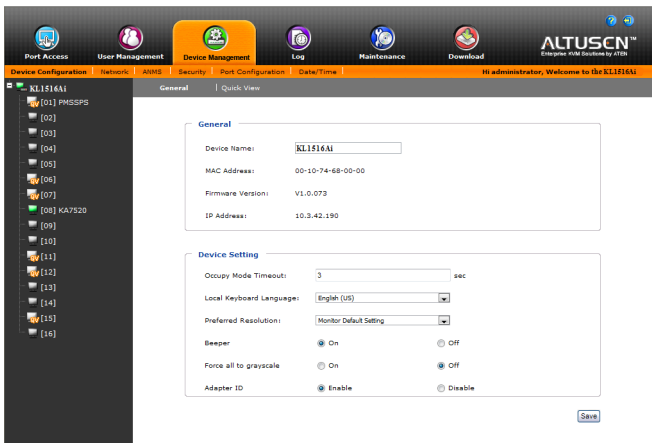 Port Access
User Management
Device Management
Log
Maintenance
Download
ALTUSEN™
Enterprise KVM Solutions by ATEN
Device Configuration
Network
ANMS
Security
Port Configuration
Date/Time
Hi administrator, Welcome to the KL1516Ai
KL1516Ai
[01] PMSSPS
[02]
[03]
[04]
[05]
[06]
[07]
[08] KA7520
[09]
[10]
[11]
[12]
[13]
[14]
[15]
[16]
General
Quick View
General
Device Name: KL1516Ai
MAC Address: 00-10-74-68-00-00
Firmware Version: V1.0.073
IP Address: 10.3.42.190
Device Setting
Occupy Mode Timeout: 3 sec
Local Keyboard Language: English (US)
Preferred Resolution: Monitor Default Setting
Beeper On Off
Force all to grayscale On Off
Adapter ID Enable Disable
Save